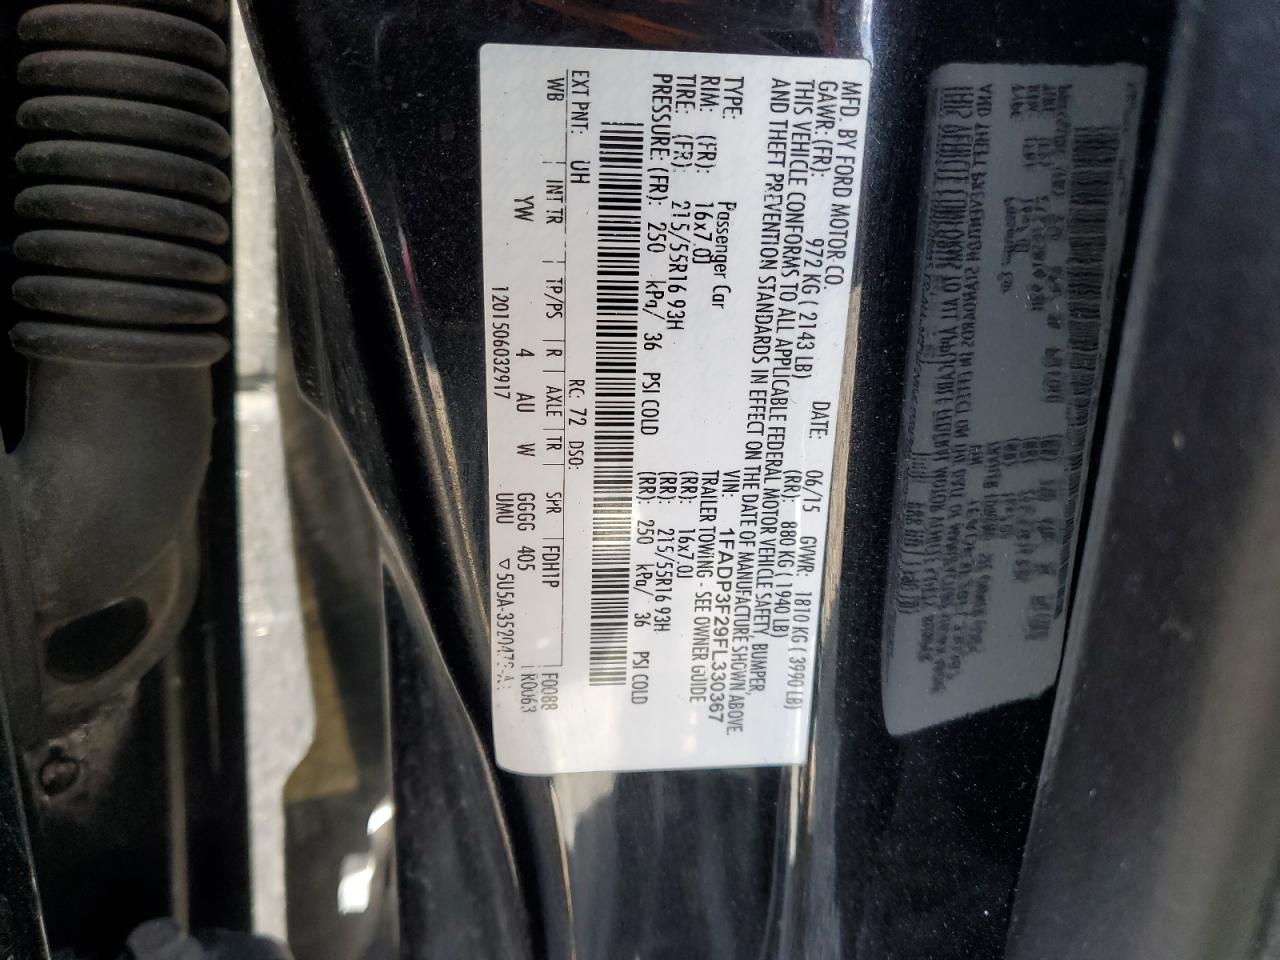 MFD. BY FORD MOTOR CO.
DATE: 06/15 GVWR: 1810 KG ( 3990 LB)
GAWR: (FR): 972 KG ( 2143 LB) (RR): 880 KG ( 1940 LB)
THIS VEHICLE CONFORMS TO ALL APPLICABLE FEDERAL MOTOR VEHICLE SAFETY, BUMPER,
AND THEFT PREVENTION STANDARDS IN EFFECT ON THE DATE OF MANUFACTURE SHOWN ABOVE.
VIN: 1FADP3F29FL330367
TYPE: Passenger Car TRAILER TOWING - SEE OWNER GUIDE
RIM: (FR): 16x7.0J (RR): 16x7.0J
TIRE: (FR): 215/55R16 93H (RR): 215/55R16 93H
PRESSURE: (FR): 250 kPa/ 36 PSI COLD (RR): 250 kPa/ 36 PSI COLD
EXT PNT: UH RC: 72 DSO:
WB INT TR TP/PS R AXLE TR SPR FDH1P F0088
YW 4 AU W GGGG 405 R0063
1201506032917 UMU